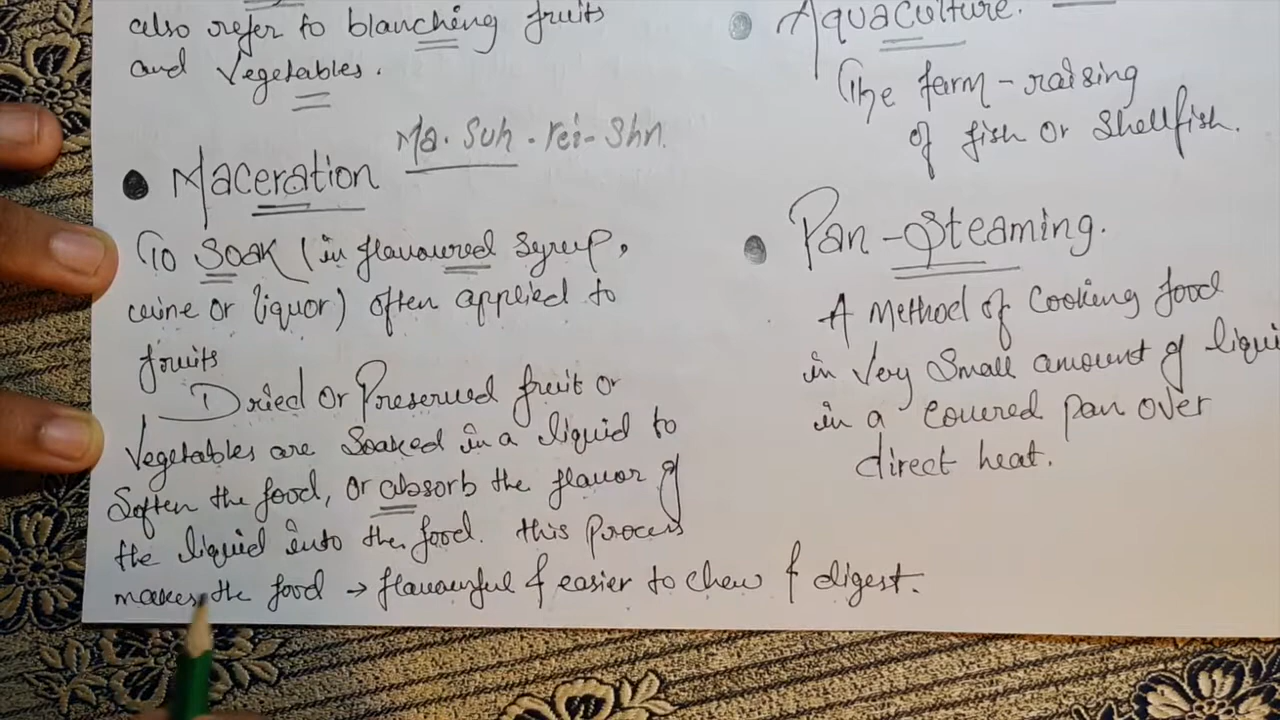 also refer to blanching fruits
and Vegetables.
Ma. Suh - rei - Shn.
Maceration
To Soak (in flavoured Syrup,
wine or liquor) often applied to
fruits
Dried or Preserved fruit or
Vegetables are Soaked in a liquid to
Soften the food, or absorb the flavor of
the liquid into the food. this process
makes the food → flavourful & easier to chew & digest.
Aquaculture.
The farm - raising
of fish or Shellfish.
Pan - Steaming.
A Method of Cooking food
in Very Small amount of liqui
in a Covered pan over
direct heat.